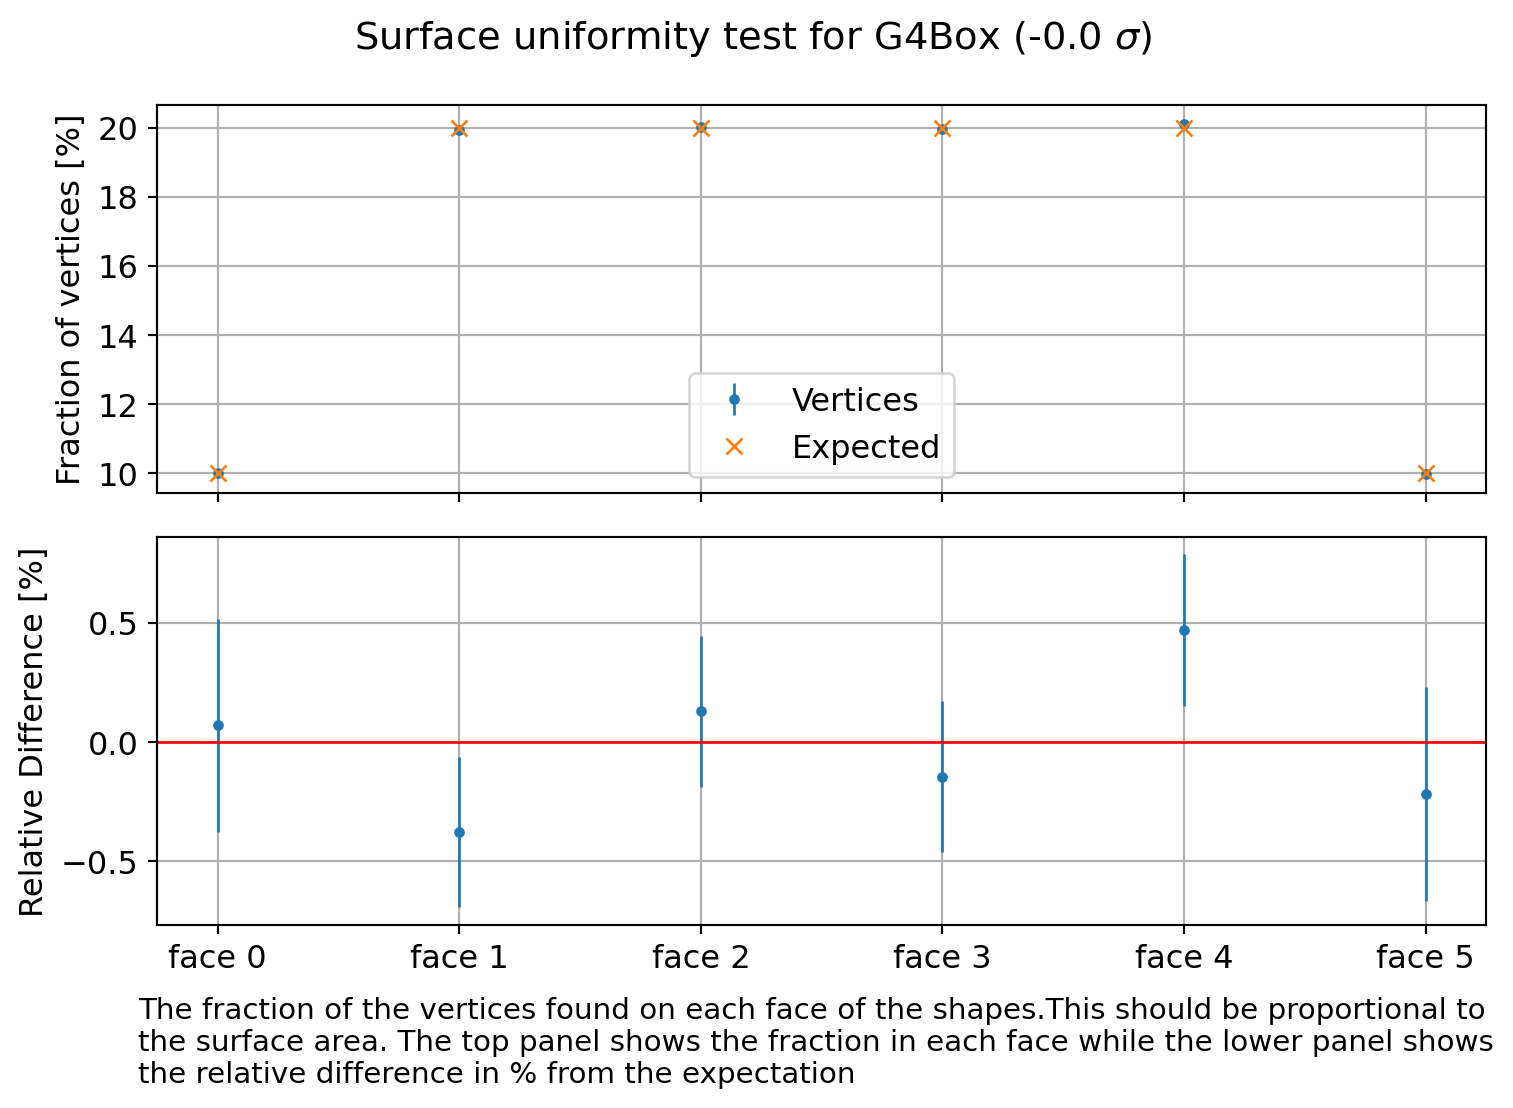 Surface uniformity test for G4Box (-0.0 σ)
Fraction of vertices [%]
20
18
16
14
12
10
Vertices
Expected
Relative Difference [%]
0.5
0.0
−0.5
face 0 face 1 face 2 face 3 face 4 face 5
The fraction of the vertices found on each face of the shapes.This should be proportional to
the surface area. The top panel shows the fraction in each face while the lower panel shows
the relative difference in % from the expectation